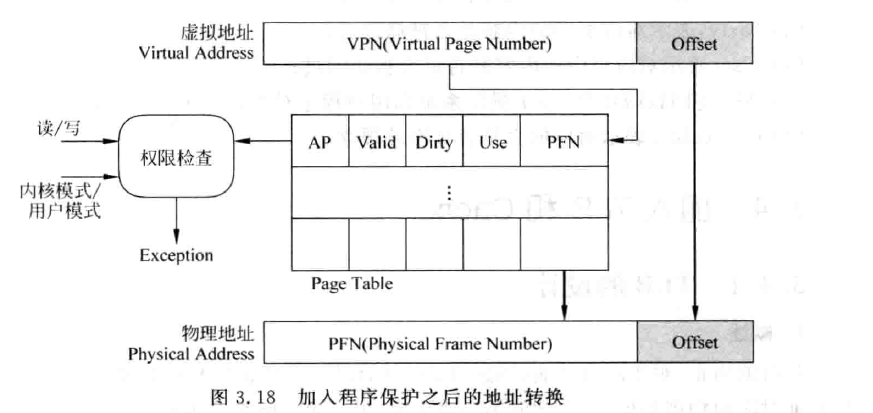 虚拟地址
Virtual Address
VPN(Virtual Page Number)
Offset
读/写
权限检查
内核模式/
用户模式
Exception
AP Valid Dirty Use PFN
⋮
Page Table
物理地址
Physical Address
PFN(Physical Frame Number)
Offset
图 3.18 加入程序保护之后的地址转换